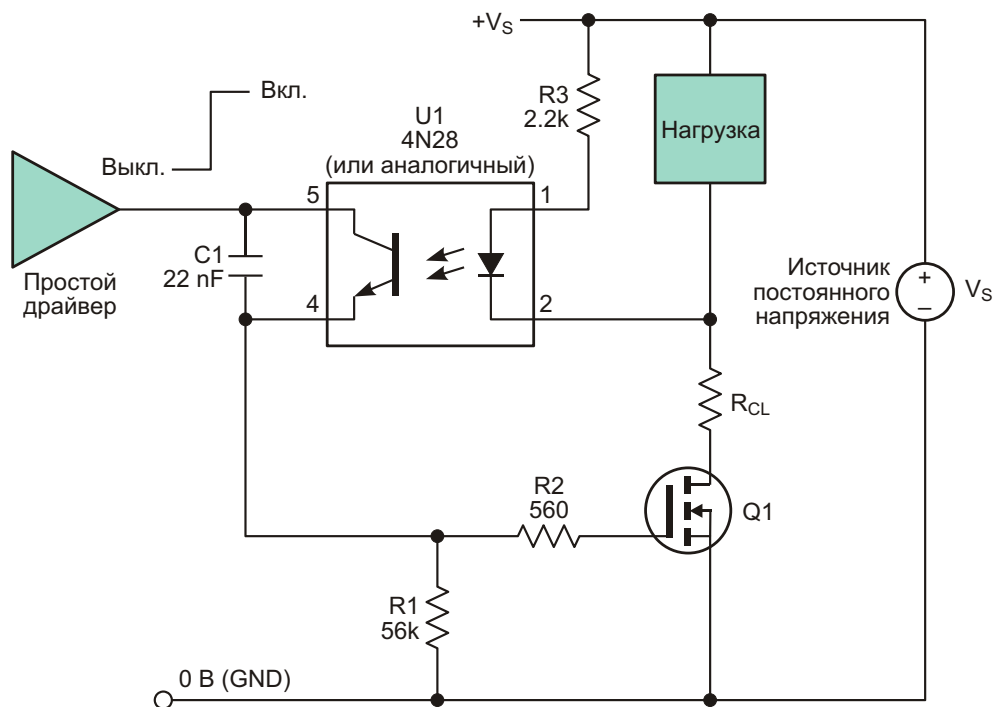 +VS
Вкл.
Выкл.
U1
4N28
(или аналогичный)
R3
2.2k
Нагрузка
5
1
C1
22 nF
Простой
драйвер
4
2
Источник
постоянного
напряжения
+
–
VS
RCL
R2
560
Q1
R1
56k
0 В (GND)